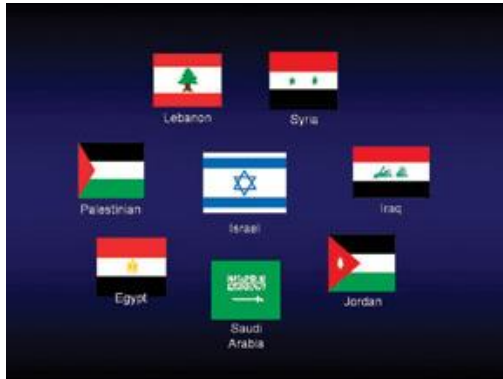 Lebanon
Syria
Palestinian
Israel
Iraq
Egypt
Saudi
Arabia
Jordan